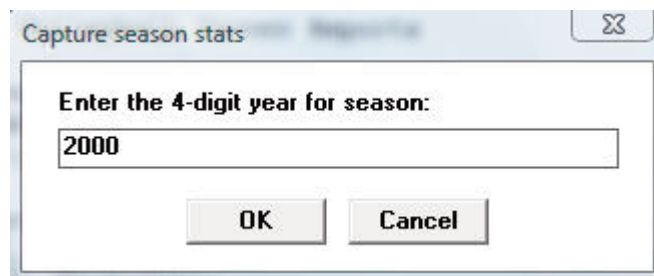 Capture season stats
Enter the 4-digit year for season:
2000
OK
Cancel